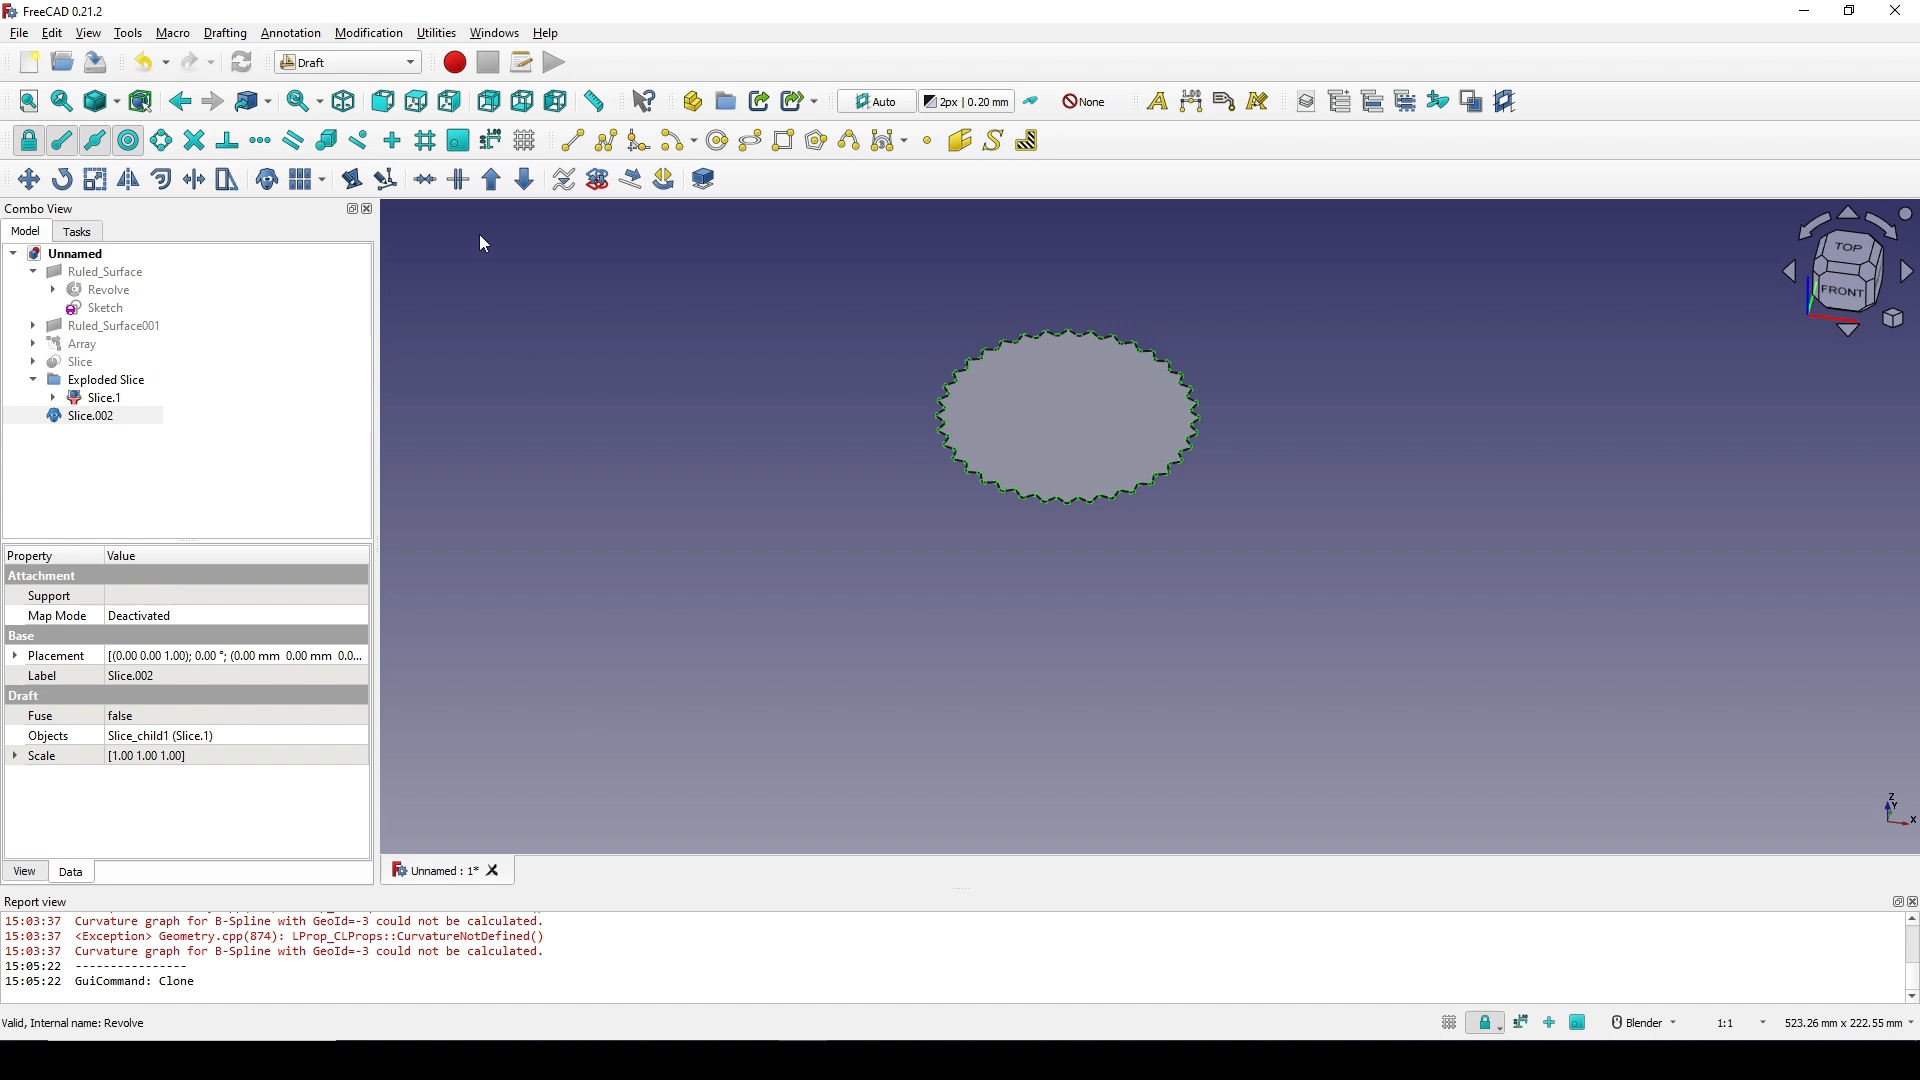 FreeCAD 0.21.2
File Edit View Tools Macro Drafting Annotation Modification Utilities Windows Help
Draft
Auto 2px | 0.20 mm None
Combo View
Model Tasks
Unnamed
Ruled_Surface
Revolve
Sketch
Ruled_Surface001
Array
Slice
Exploded Slice
Slice.1
Slice.002
TOP
FRONT
Property Value
Attachment
Support
Map Mode Deactivated
Base
Placement [(0.00 0.00 1.00); 0.00 °; (0.00 mm 0.00 mm 0.0...
Label Slice.002
Draft
Fuse false
Objects Slice_child1 (Slice.1)
Scale [1.00 1.00 1.00]
Z
Y
X
View Data
Unnamed : 1*
Report view
15:03:37 Curvature graph for B-Spline with GeoId=-3 could not be calculated.
15:03:37 <Exception> Geometry.cpp(874): LProp_CLProps::CurvatureNotDefined()
15:03:37 Curvature graph for B-Spline with GeoId=-3 could not be calculated.
15:05:22 ----------------
15:05:22 GuiCommand: Clone
Valid, Internal name: Revolve
Blender 1:1 523.26 mm x 222.55 mm